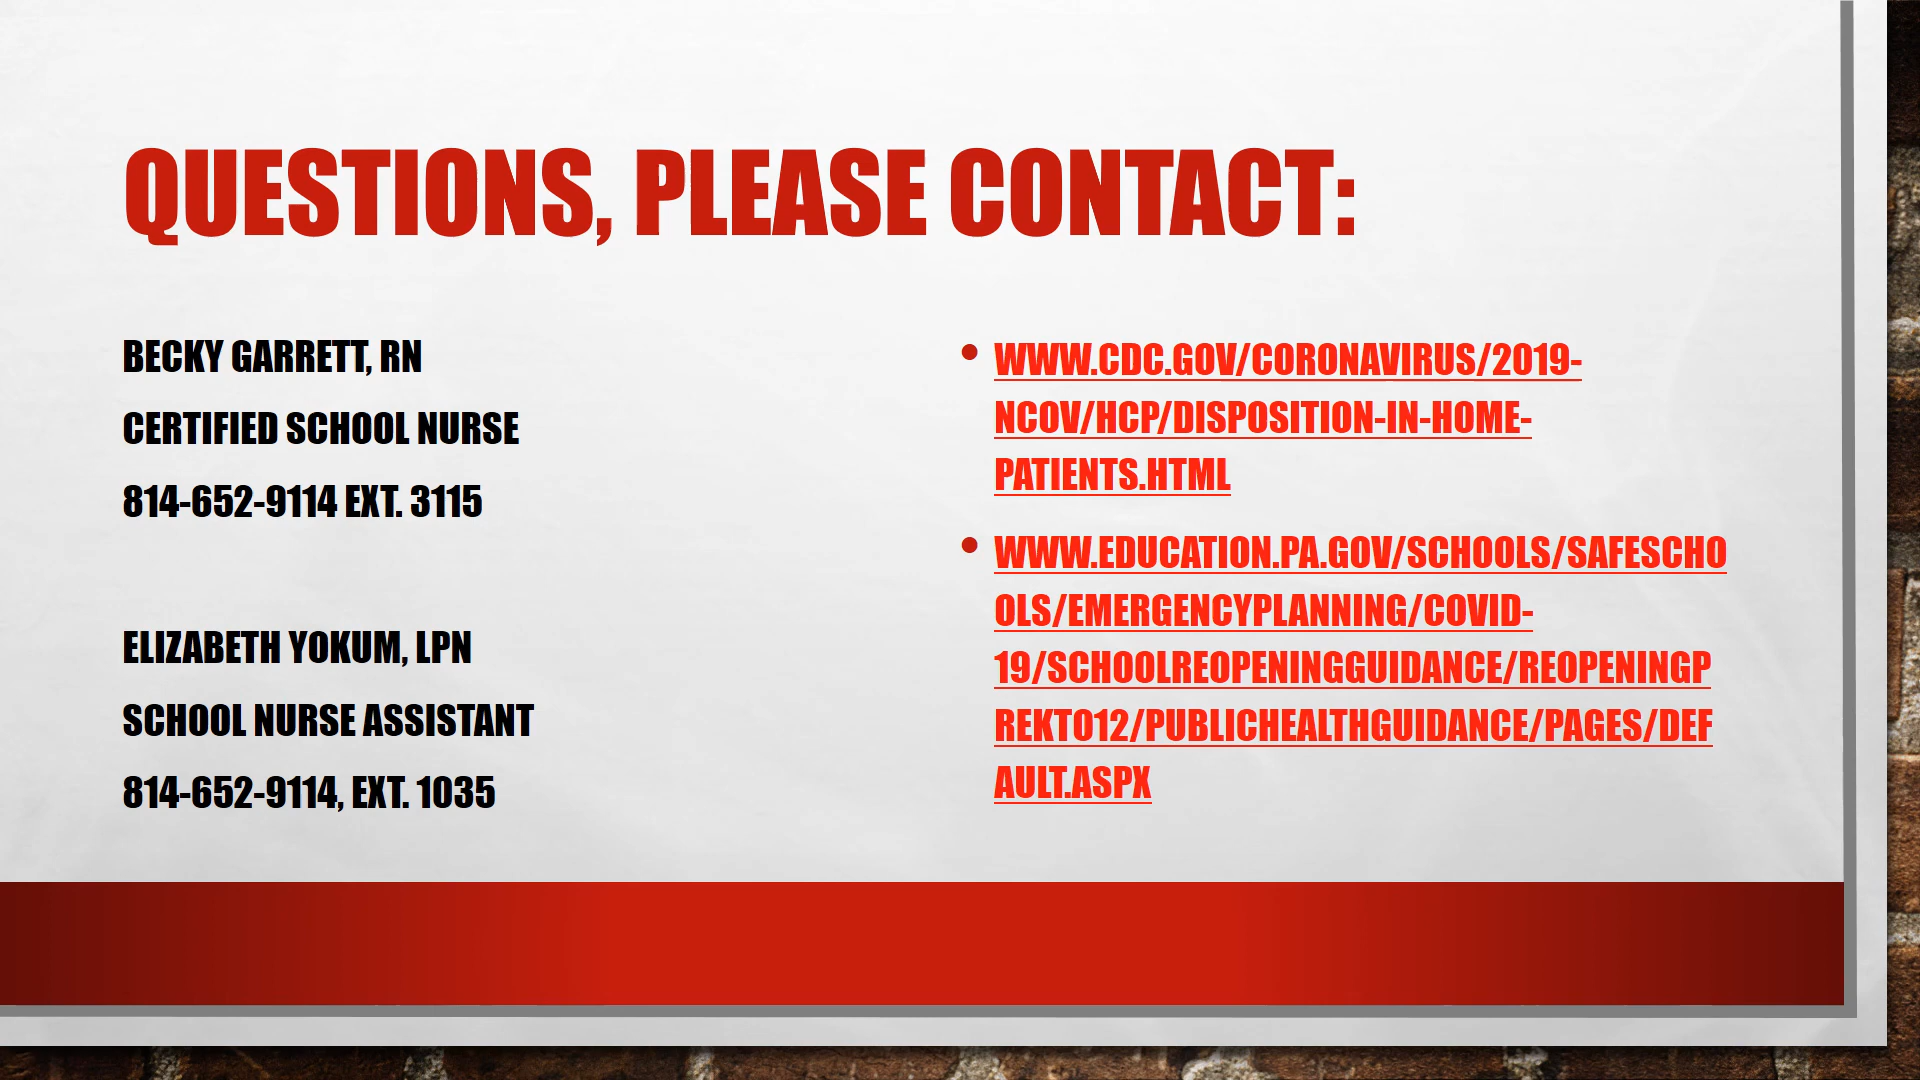 QUESTIONS, PLEASE CONTACT:
BECKY GARRETT, RN
CERTIFIED SCHOOL NURSE
814-652-9114 EXT. 3115
ELIZABETH YOKUM, LPN
SCHOOL NURSE ASSISTANT
814-652-9114, EXT. 1035
• WWW.CDC.GOV/CORONAVIRUS/2019-
NCOV/HCP/DISPOSITION-IN-HOME-
PATIENTS.HTML
• WWW.EDUCATION.PA.GOV/SCHOOLS/SAFESCHO
OLS/EMERGENCYPLANNING/COVID-
19/SCHOOLREOPENINGGUIDANCE/REOPENINGP
REKTO12/PUBLICHEALTHGUIDANCE/PAGES/DEF
AULT.ASPX